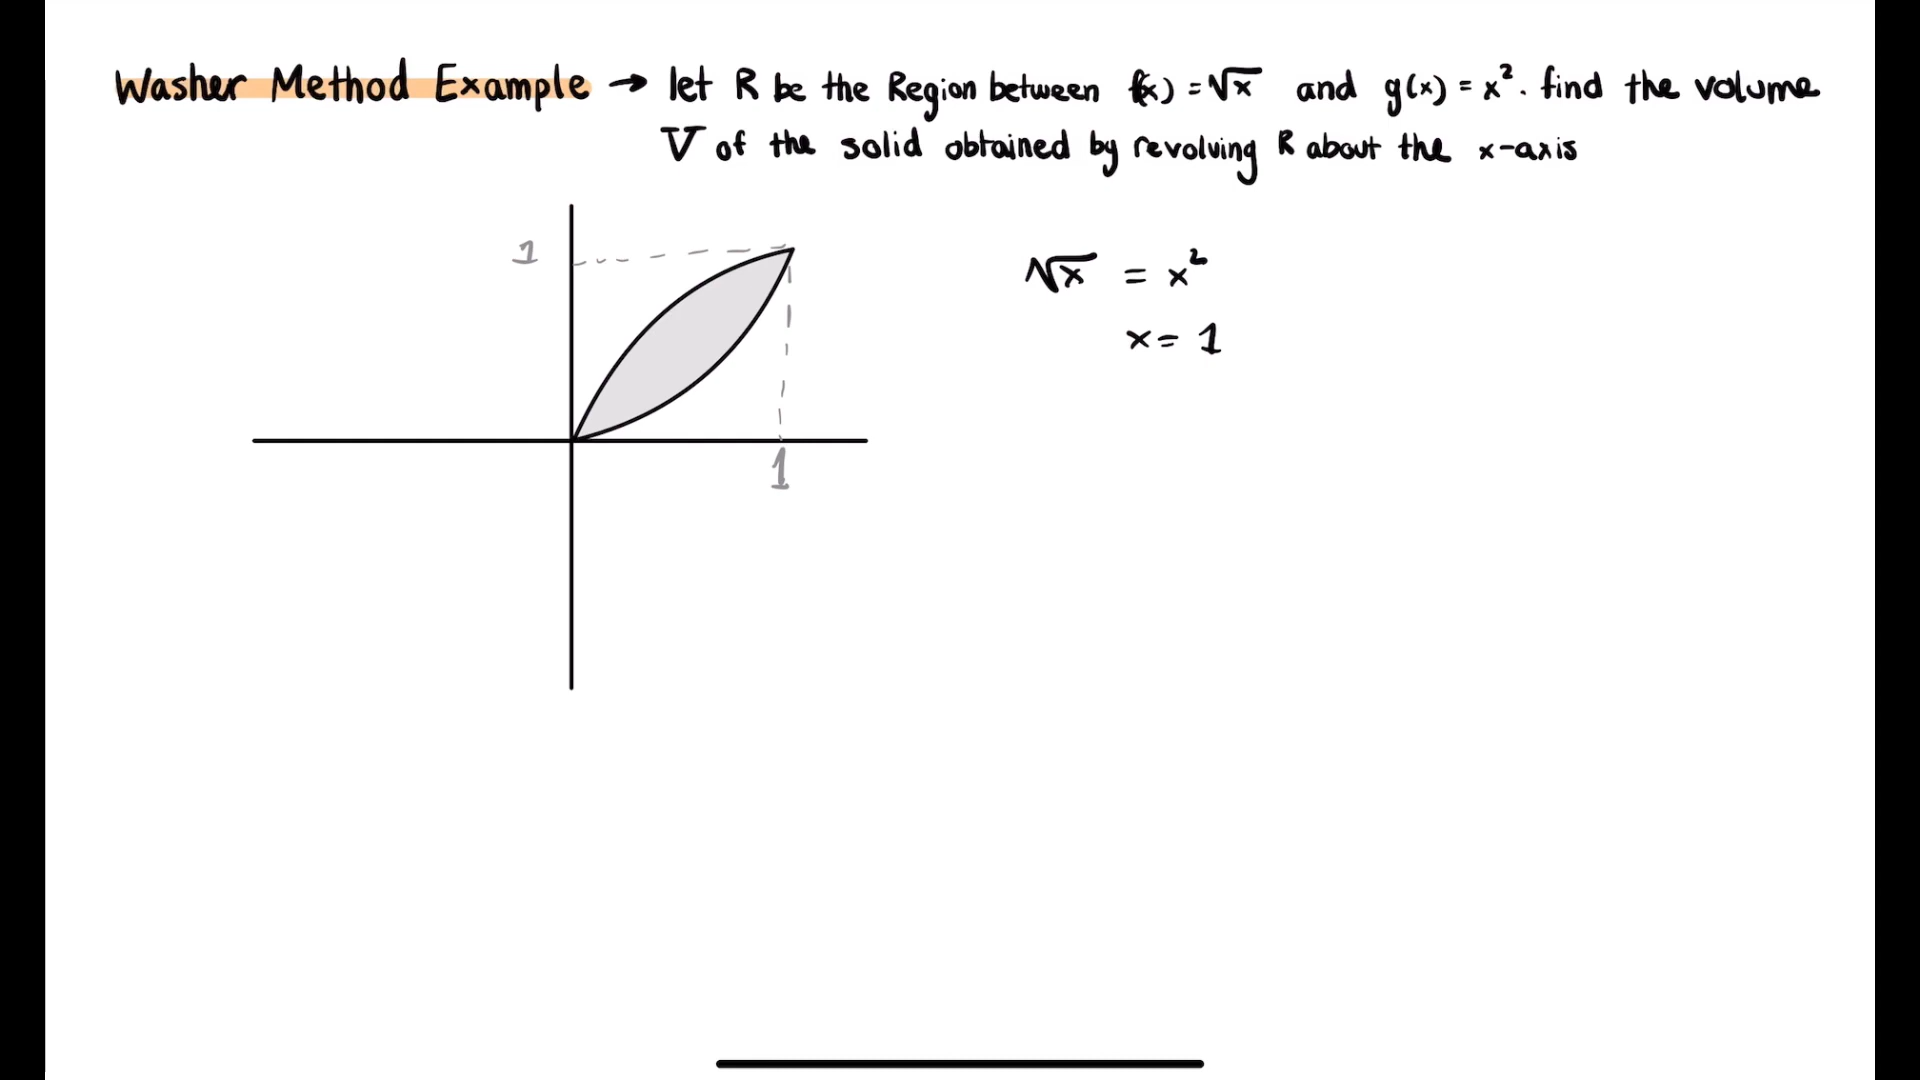 Washer Method Example → let R be the Region between f(x) = √x and g(x) = x². find the volume
V of the solid obtained by revolving R about the x-axis
1
√x = x²
x = 1
1